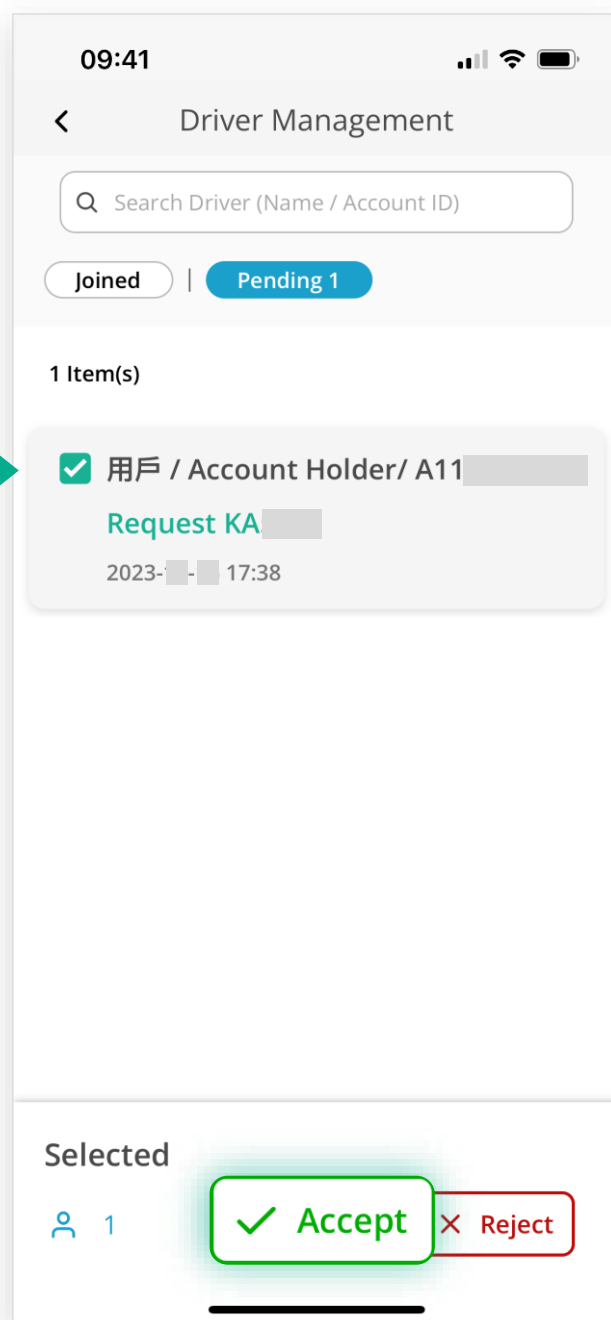 09:41
Driver Management
Search Driver (Name / Account ID)
Joined | Pending 1
1 Item(s)
用戶 / Account Holder/ A11
Request KA
2023- - 17:38
Selected
1
Accept
Reject